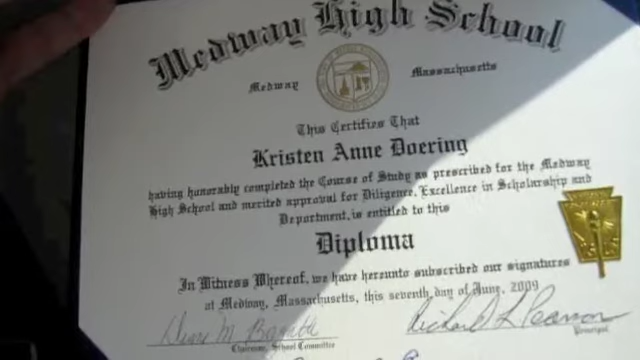 Medway High School
Medway Massachusetts
This Certifies That
Kristen Anne Doering
having honorably completed the Course of Study as prescribed for the Medway
High School and merited approval for Diligence, Excellence in Scholarship and
Department, is entitled to this
Diploma
In Witness Whereof, we have hereunto subscribed our signatures
at Medway, Massachusetts, this seventh day of June, 2009
Richard L Pearson
Chairman, School Committee
Principal